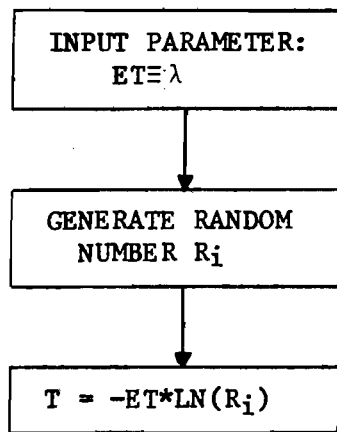 INPUT PARAMETER:
ET≡λ
GENERATE RANDOM
NUMBER Ri
T = -ET*LN(Ri)